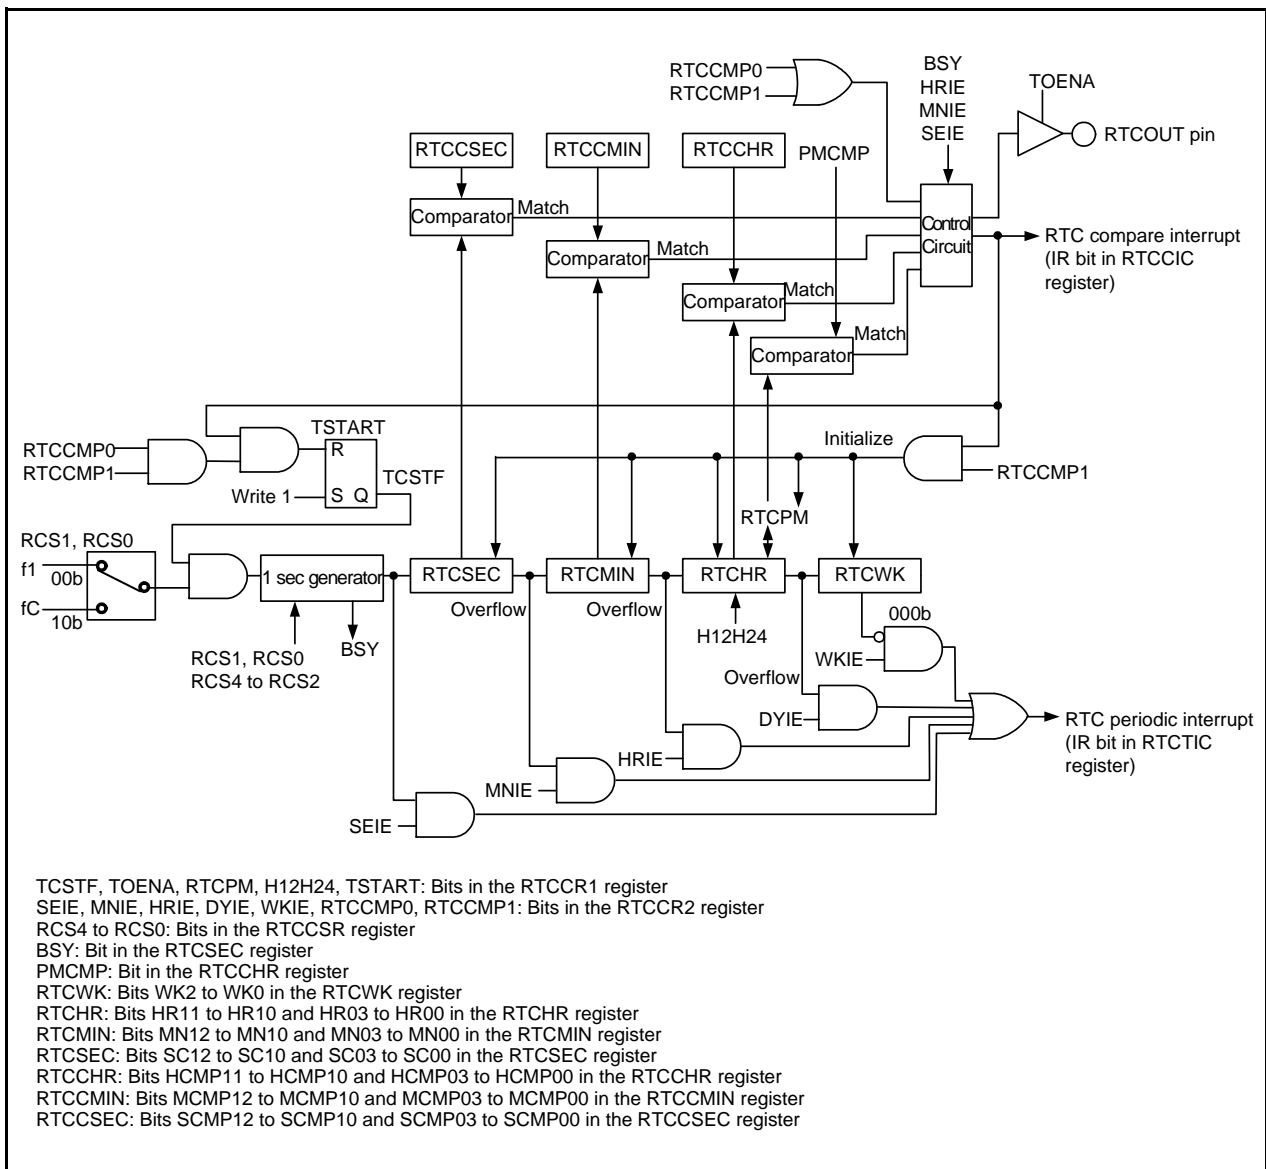 RTCCMP0
RTCCMP1
BSY
HRIE
MNIE
SEIE
TOENA
RTCOUT pin
RTCCSEC
RTCCMIN
RTCCHR
PMCMP
Comparator
Match
Comparator
Match
Comparator
Match
Comparator
Match
Control
Circuit
RTC compare interrupt
(IR bit in RTCCIC
register)
RTCCMP0
RTCCMP1
TSTART
R
S Q
Write 1
TCSTF
Initialize
RTCCMP1
RTCPM
RCS1, RCS0
f1
00b
fC
10b
1 sec generator
RTCSEC
RTCMIN
RTCHR
RTCWK
Overflow
Overflow
BSY
RCS1, RCS0
RCS4 to RCS2
H12H24
000b
WKIE
Overflow
DYIE
HRIE
MNIE
SEIE
RTC periodic interrupt
(IR bit in RTCTIC
register)
TCSTF, TOENA, RTCPM, H12H24, TSTART: Bits in the RTCCR1 register
SEIE, MNIE, HRIE, DYIE, WKIE, RTCCMP0, RTCCMP1: Bits in the RTCCR2 register
RCS4 to RCS0: Bits in the RTCCSR register
BSY: Bit in the RTCSEC register
PMCMP: Bit in the RTCCHR register
RTCWK: Bits WK2 to WK0 in the RTCWK register
RTCHR: Bits HR11 to HR10 and HR03 to HR00 in the RTCHR register
RTCMIN: Bits MN12 to MN10 and MN03 to MN00 in the RTCMIN register
RTCSEC: Bits SC12 to SC10 and SC03 to SC00 in the RTCSEC register
RTCCHR: Bits HCMP11 to HCMP10 and HCMP03 to HCMP00 in the RTCCHR register
RTCCMIN: Bits MCMP12 to MCMP10 and MCMP03 to MCMP00 in the RTCCMIN register
RTCCSEC: Bits SCMP12 to SCMP10 and SCMP03 to SCMP00 in the RTCCSEC register